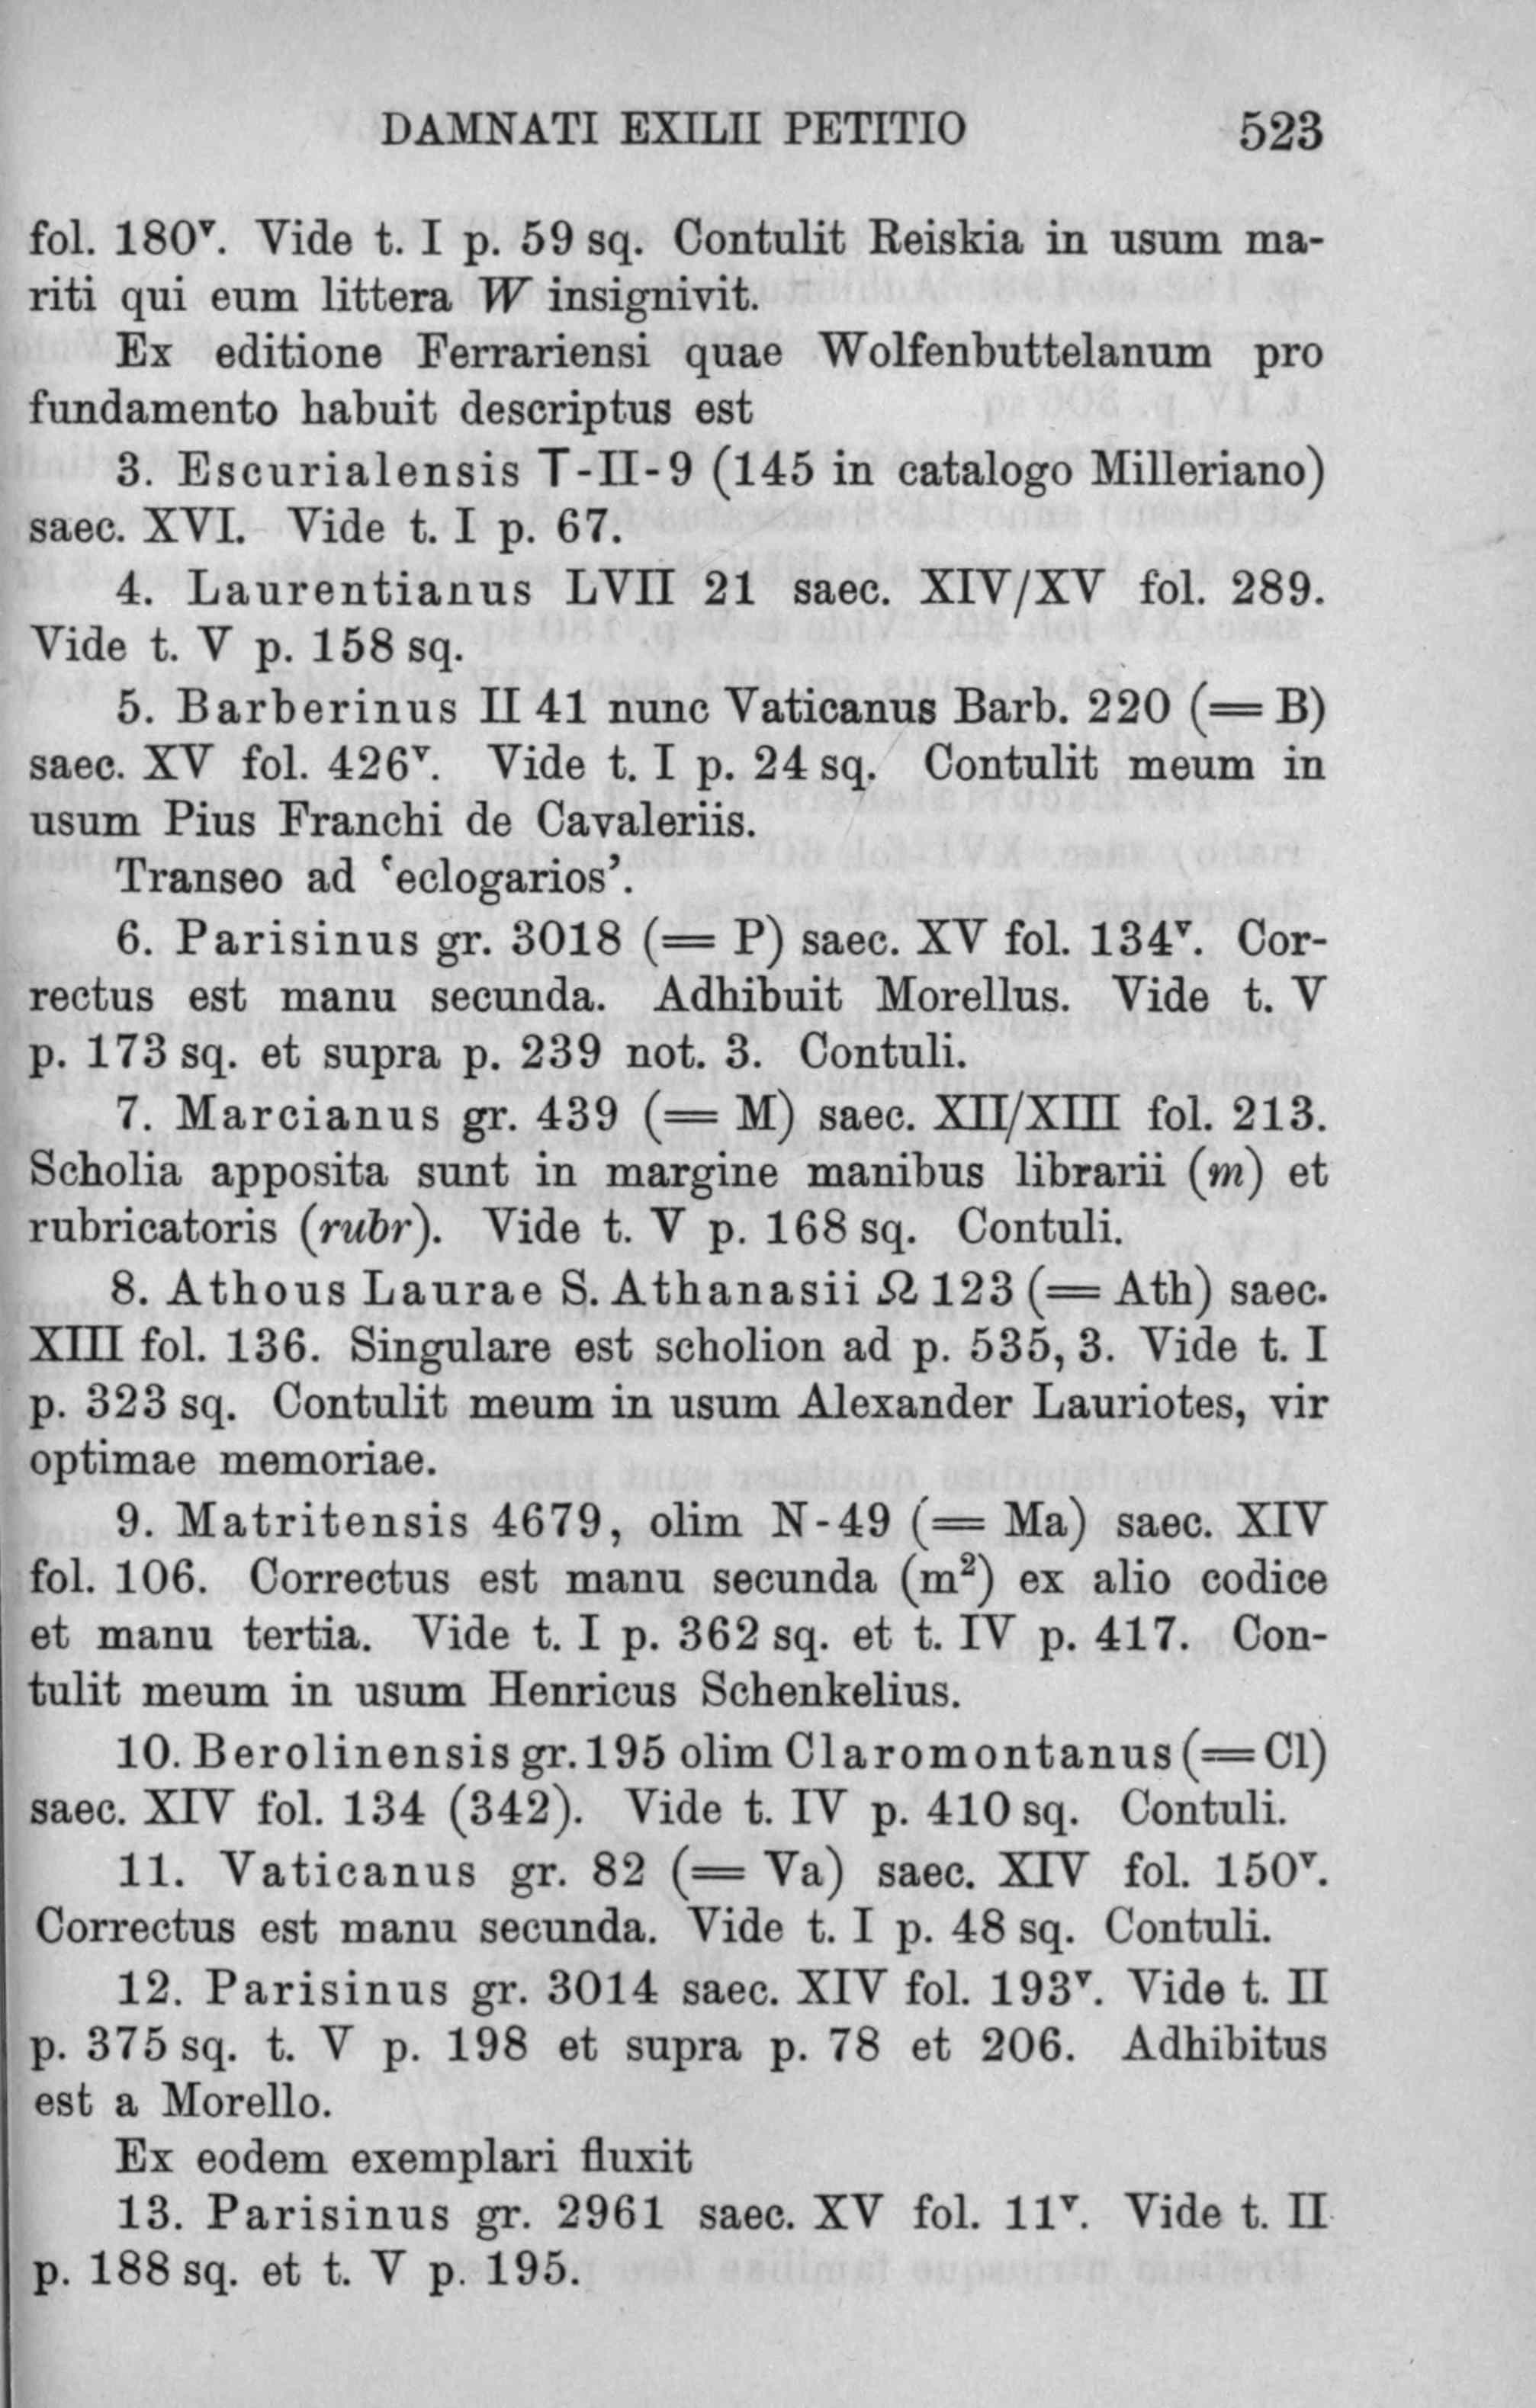 DAMNATI EXILII PETITIO 523
fol. 180ᵛ. Vide t. I p. 59 sq. Contulit Reiskia in usum ma-
riti qui eum littera W insignivit.
Ex editione Ferrariensi quae Wolfenbuttelanum pro
fundamento habuit descriptus est
3. Escurialensis T-II-9 (145 in catalogo Milleriano)
saec. XVI. Vide t. I p. 67.
4. Laurentianus LVII 21 saec. XIV/XV fol. 289.
Vide t. V p. 158 sq.
5. Barberinus II 41 nunc Vaticanus Barb. 220 (= B)
saec. XV fol. 426ᵛ. Vide t. I p. 24 sq. Contulit meum in
usum Pius Franchi de Cavaleriis.
Transeo ad ‘eclogarios’.
6. Parisinus gr. 3018 (= P) saec. XV fol. 134ᵛ. Cor-
rectus est manu secunda. Adhibuit Morellus. Vide t. V
p. 173 sq. et supra p. 239 not. 3. Contuli.
7. Marcianus gr. 439 (= M) saec. XII/XIII fol. 213.
Scholia apposita sunt in margine manibus librarii (m) et
rubricatoris (rubr). Vide t. V p. 168 sq. Contuli.
8. Athous Laurae S. Athanasii Ω 123 (= Ath) saec.
XIII fol. 136. Singulare est scholion ad p. 535, 3. Vide t. I
p. 323 sq. Contulit meum in usum Alexander Lauriotes, vir
optimae memoriae.
9. Matritensis 4679, olim N-49 (= Ma) saec. XIV
fol. 106. Correctus est manu secunda (m²) ex alio codice
et manu tertia. Vide t. I p. 362 sq. et t. IV p. 417. Con-
tulit meum in usum Henricus Schenkelius.
10. Berolinensis gr. 195 olim Claromontanus (= Cl)
saec. XIV fol. 134 (342). Vide t. IV p. 410 sq. Contuli.
11. Vaticanus gr. 82 (= Va) saec. XIV fol. 150ᵛ.
Correctus est manu secunda. Vide t. I p. 48 sq. Contuli.
12. Parisinus gr. 3014 saec. XIV fol. 193ᵛ. Vide t. II
p. 375 sq. t. V p. 198 et supra p. 78 et 206. Adhibitus
est a Morello.
Ex eodem exemplari fluxit
13. Parisinus gr. 2961 saec. XV fol. 11ᵛ. Vide t. II
p. 188 sq. et t. V p. 195.